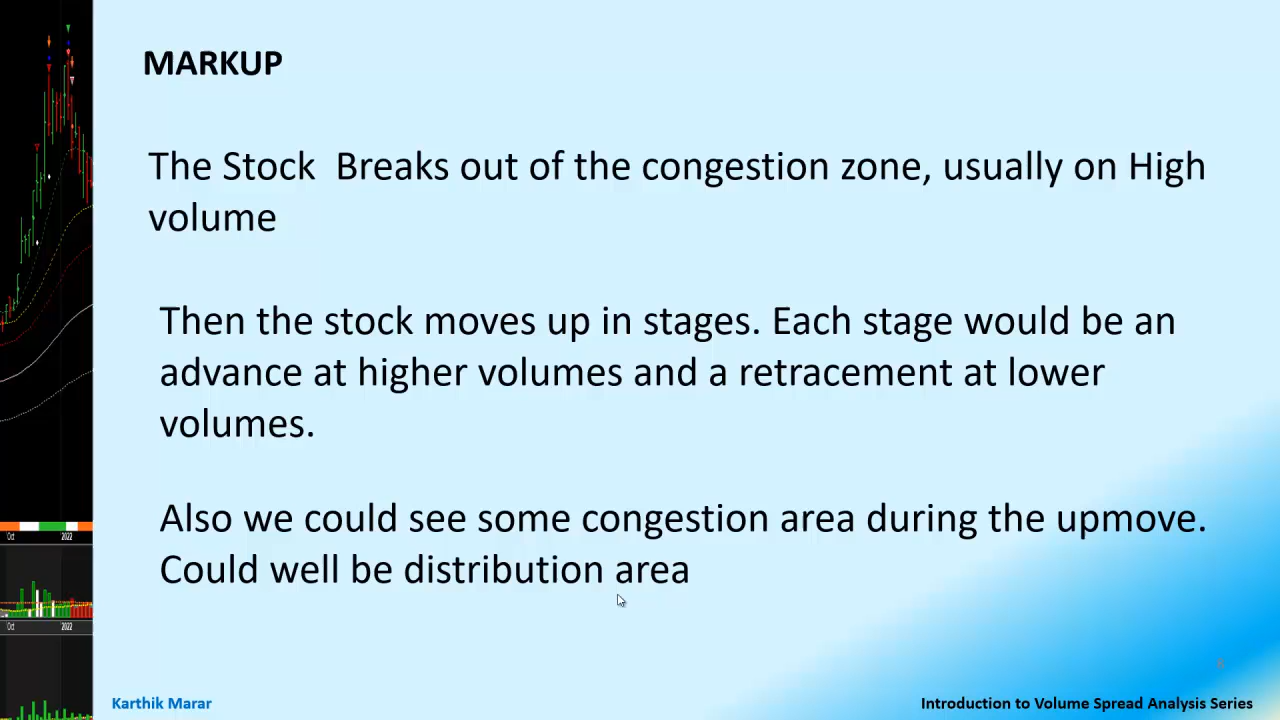 MARKUP
The Stock Breaks out of the congestion zone, usually on High
volume
Then the stock moves up in stages. Each stage would be an
advance at higher volumes and a retracement at lower
volumes.
Also we could see some congestion area during the upmove.
Could well be distribution area
Oct 2022
Oct 2022
Karthik Marar
Introduction to Volume Spread Analysis Series